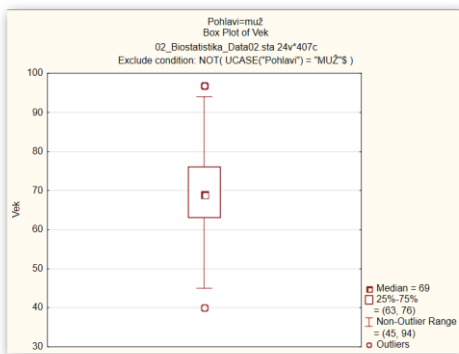 Pohlavi=muž
Box Plot of Vek
02_Biostatistika_Data02.sta 24v*407c
Exclude condition: NOT( UCASE("Pohlavi") = "MUŽ"$ )
100
90
80
70
60
50
40
30
Vek
Median = 69
25%-75%
= (63, 76)
Non-Outlier Range
= (45, 94)
Outliers